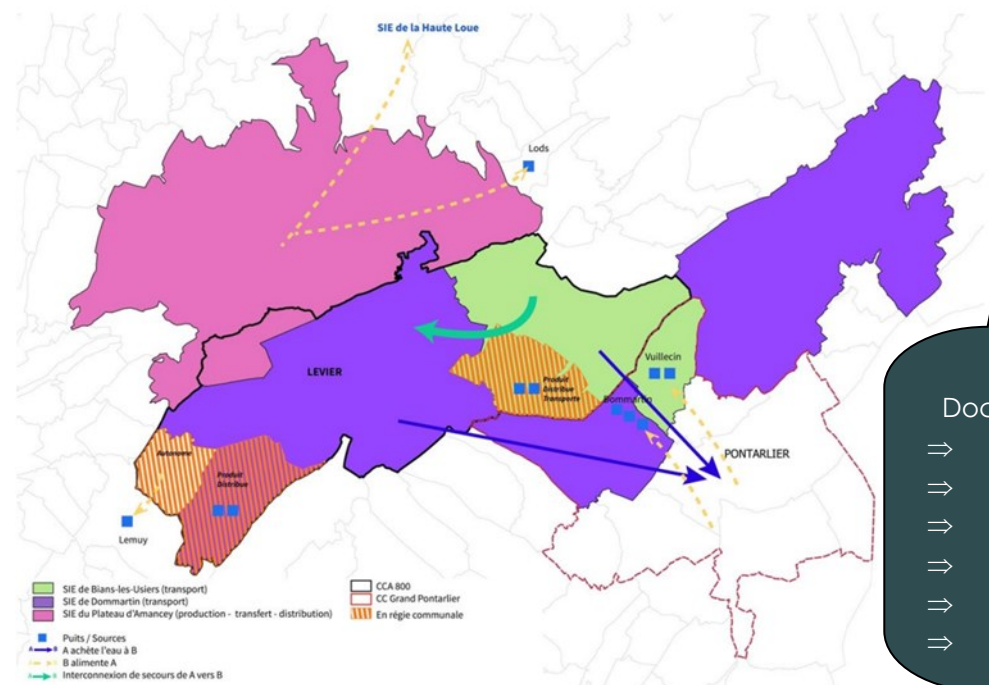 SIE de la Haute Loue
Lods
Vuillecin
LEVIER
Produit
Distribue
Transporte
Dommartin
PONTARLIER
Autonome
Produit
Distribue
Lemuy
SIE de Bians-les-Usiers (transport)
SIE de Dommartin (transport)
SIE du Plateau d'Amancey (production - transfert - distribution)
Puits / Sources
A B A achète l'eau à B
A B B alimente A
A B Interconnexion de secours de A vers B
CCA 800
CC Grand Pontarlier
En régie communale
Doc
⇒
⇒
⇒
⇒
⇒
⇒